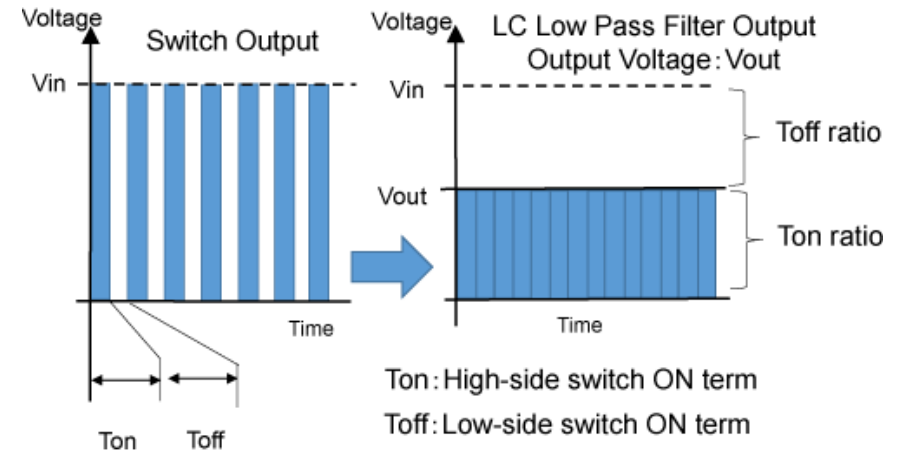 Voltage
Switch Output
Vin
Time
Ton
Toff
Voltage
LC Low Pass Filter Output
Output Voltage：Vout
Vin
Toff ratio
Vout
Ton ratio
Time
Ton：High-side switch ON term
Toff：Low-side switch ON term